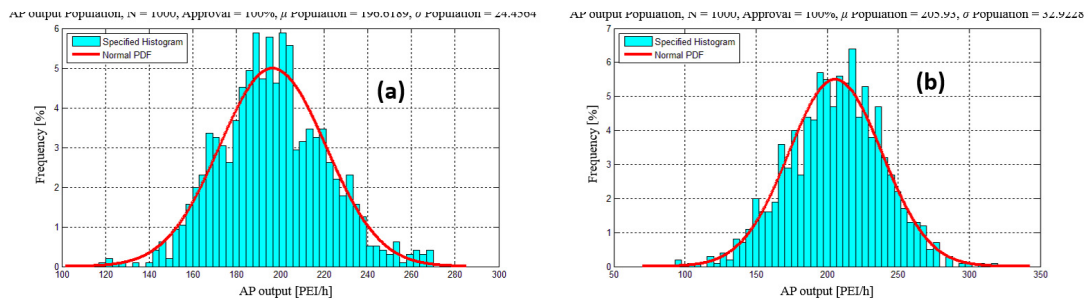 AP output Population, N = 1000, Approval = 100%, μ Population = 196.6189, σ Population = 24.4564
6
5
4
3
2
1
0
Frequency [%]
Specified Histogram
Normal PDF
(a)
100 120 140 160 180 200 220 240 260 280 300
AP output [PEI/h]
AP output Population, N = 1000, Approval = 100%, μ Population = 205.93, σ Population = 32.9228
7
6
5
4
3
2
1
0
Frequency [%]
Specified Histogram
Normal PDF
(b)
50 100 150 200 250 300 350
AP output [PEI/h]